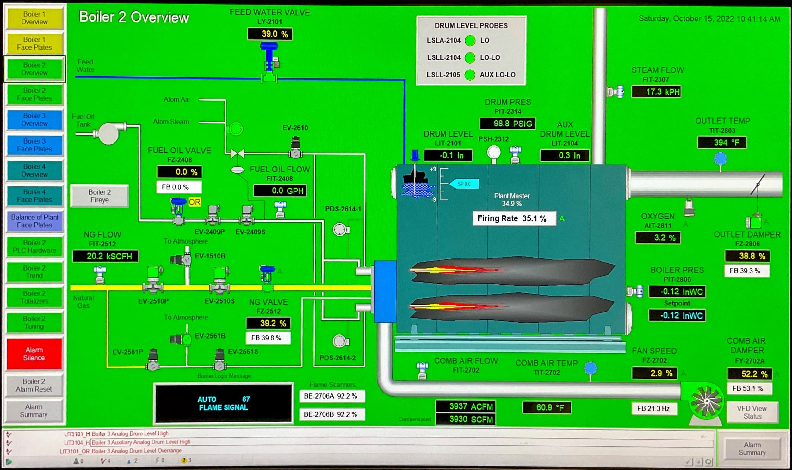 Boiler 2 Overview
Saturday, October 15, 2022 10:41:14 AM
Boiler 1
Overview
Boiler 1
Face Plates
Boiler 2
Overview
Boiler 2
Face Plates
Boiler 3
Overview
Boiler 3
Face Plates
Boiler 4
Overview
Boiler 4
Face Plates
Balance of Plant
Face Plates
Boiler 2
PLC Hardware
Boiler 2
Trend
Boiler 2
Totalizers
Boiler 2
Tuning
Alarm
Silence
Boiler 2
Alarm Reset
Alarm
Summary
FEED WATER VALVE
LY-2101
39.0 %
Feed
Water
DRUM LEVEL PROBES
LSLA-2104 LO
LSLL-2104 LO-LO
LSLL-2105 AUX LO-LO
STEAM FLOW
FIT-2307
17.3 kPH
Atom Air
Atom Steam
Fuel Oil
Tank
EV-2610
DRUM PRES
PIT-2314
98.8 PSIG
DRUM LEVEL
LIT-2101
-0.1 In
PSH-2312
AUX
DRUM LEVEL
LIT-2104
0.3 In
OUTLET TEMP
TIT-2803
394 °F
FUEL OIL VALVE
FZ-2408
0.0 %
FB 0.0 %
OR
FUEL OIL FLOW
FIT-2408
0.0 GPH
Boiler 2
Fireye
EV-2409P
EV-2409S
PDS-2614-1
Plant Master
34.9 %
Firing Rate 35.1 % A
OXYGEN
AIT-2811
3.2 %
OUTLET DAMPER
FZ-2806
38.8 %
FB 39.3 %
NG FLOW
FIT-2512
20.2 kSCFH
To Atmosphere
EV-2510B
Natural
Gas
EV-2510P
EV-2510S
NG VALVE
FZ-2512
39.2 %
FB 39.8 %
BOILER PRES
PIT-2606
-0.12 InWC
Setpoint
-0.12 InWC
To Atmosphere
EV-2561B
EV-2561P
EV-2561S
PDS-2614-2
COMB AIR FLOW
FIT-2702
COMB AIR TEMP
TIT-2702
FAN SPEED
FZ-2702
2.9 %
COMB AIR
DAMPER
FY-2702A
52.2 %
FB 53.1 %
Burner Logic Message
AUTO 67
FLAME SIGNAL
Flame Scanners
BE-2706A 92.2 %
BE-2706B 92.2 %
3937 ACFM
Compensated
3930 SCFM
60.9 °F
FB 21.3 Hz
VFD View
Status
LIT3101_H Boiler 3 Analog Drum Level High
LIT3104_H Boiler 3 Auxiliary Analog Drum Level High
LIT3101_OR Boiler 3 Analog Drum Level Overrange
Alarm
Summary